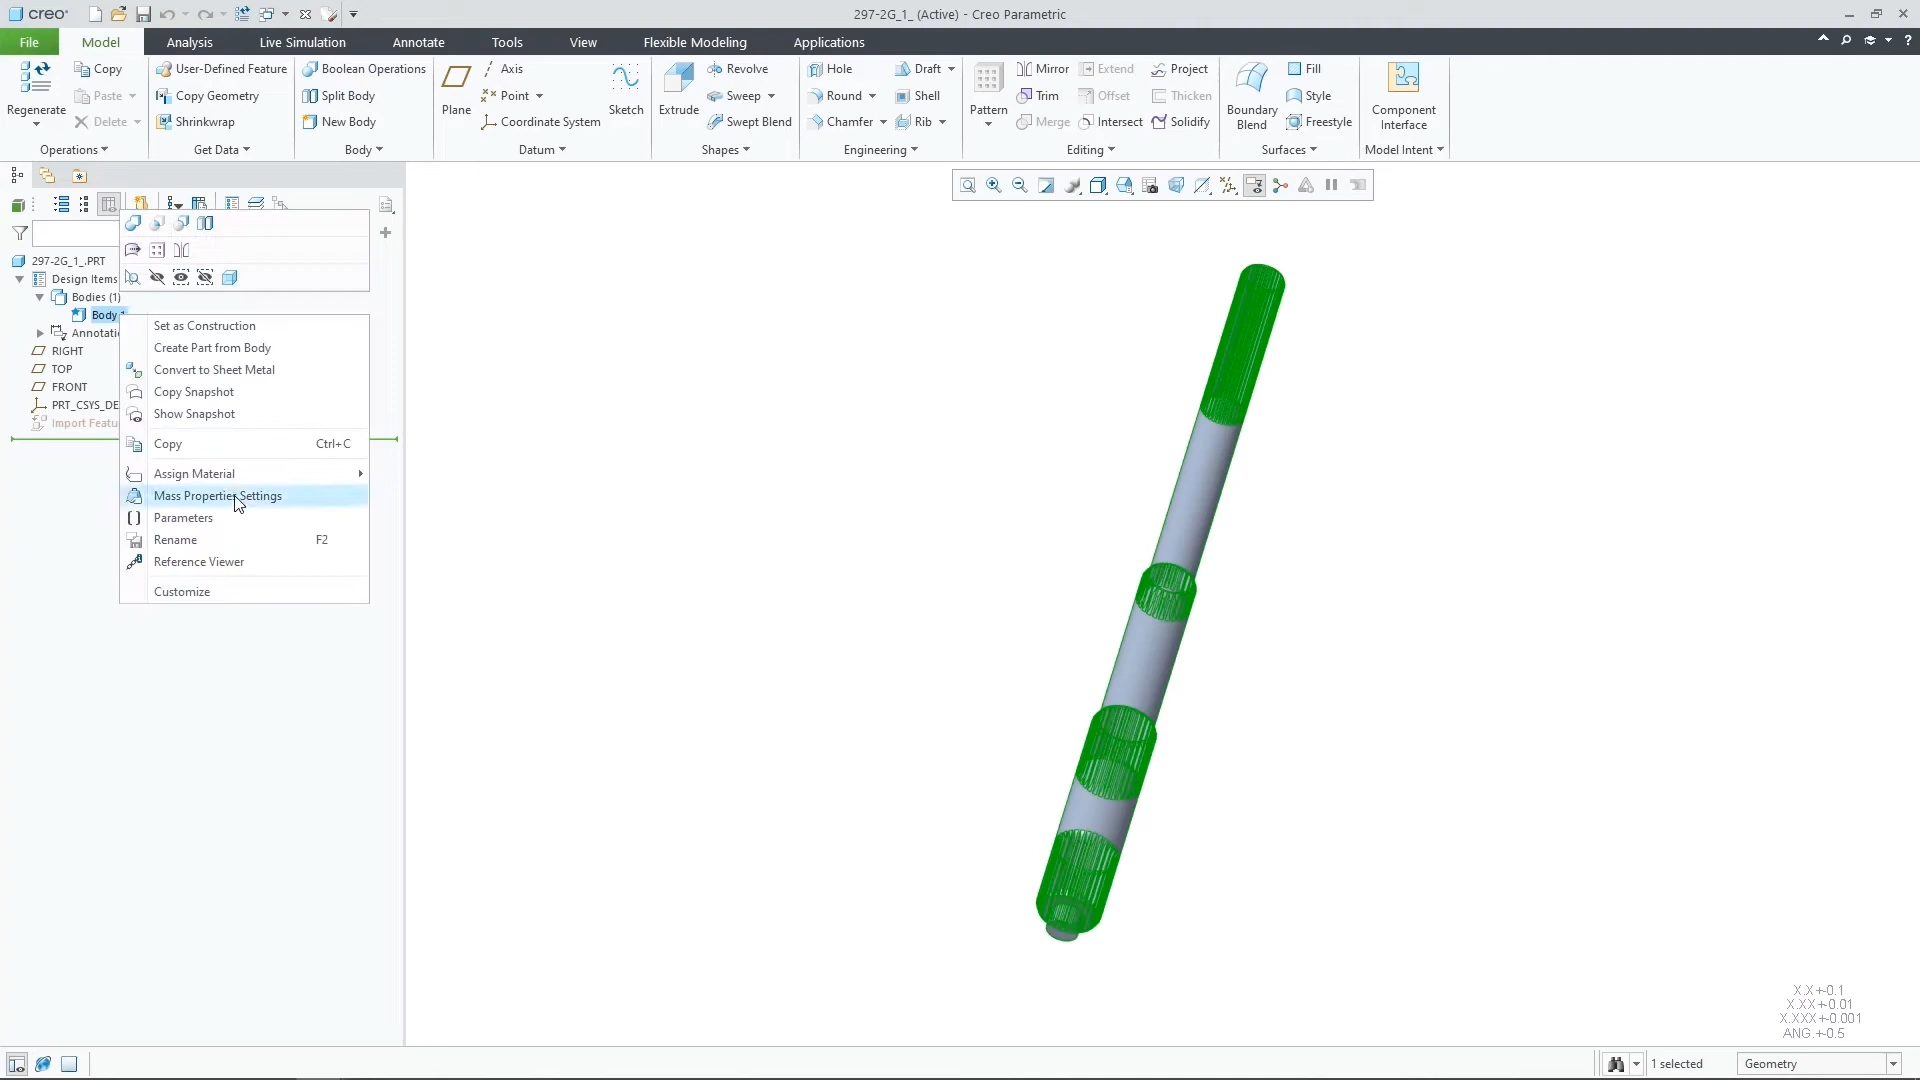 creo
297-2G_1_ (Active) - Creo Parametric
File Model Analysis Live Simulation Annotate Tools View Flexible Modeling Applications
Regenerate
Copy
Paste
Delete
Operations
User-Defined Feature
Copy Geometry
Shrinkwrap
Get Data
Boolean Operations
Split Body
New Body
Body
Plane
Axis
Point
Coordinate System
Sketch
Datum
Extrude
Revolve
Sweep
Swept Blend
Shapes
Hole
Round
Chamfer
Draft
Shell
Rib
Engineering
Pattern
Mirror
Trim
Merge
Extend
Offset
Intersect
Project
Thicken
Solidify
Editing
Boundary
Blend
Fill
Style
Freestyle
Surfaces
Component
Interface
Model Intent
297-2G_1_.PRT
Design Items
Bodies (1)
Body
Annotati
RIGHT
TOP
FRONT
PRT_CSYS_DE
Import Featu
Set as Construction
Create Part from Body
Convert to Sheet Metal
Copy Snapshot
Show Snapshot
Copy Ctrl+C
Assign Material
Mass Properties Settings
Parameters
Rename F2
Reference Viewer
Customize
X.X+-0.1
X.XX+-0.01
X.XXX+-0.001
ANG.+-0.5
1 selected
Geometry